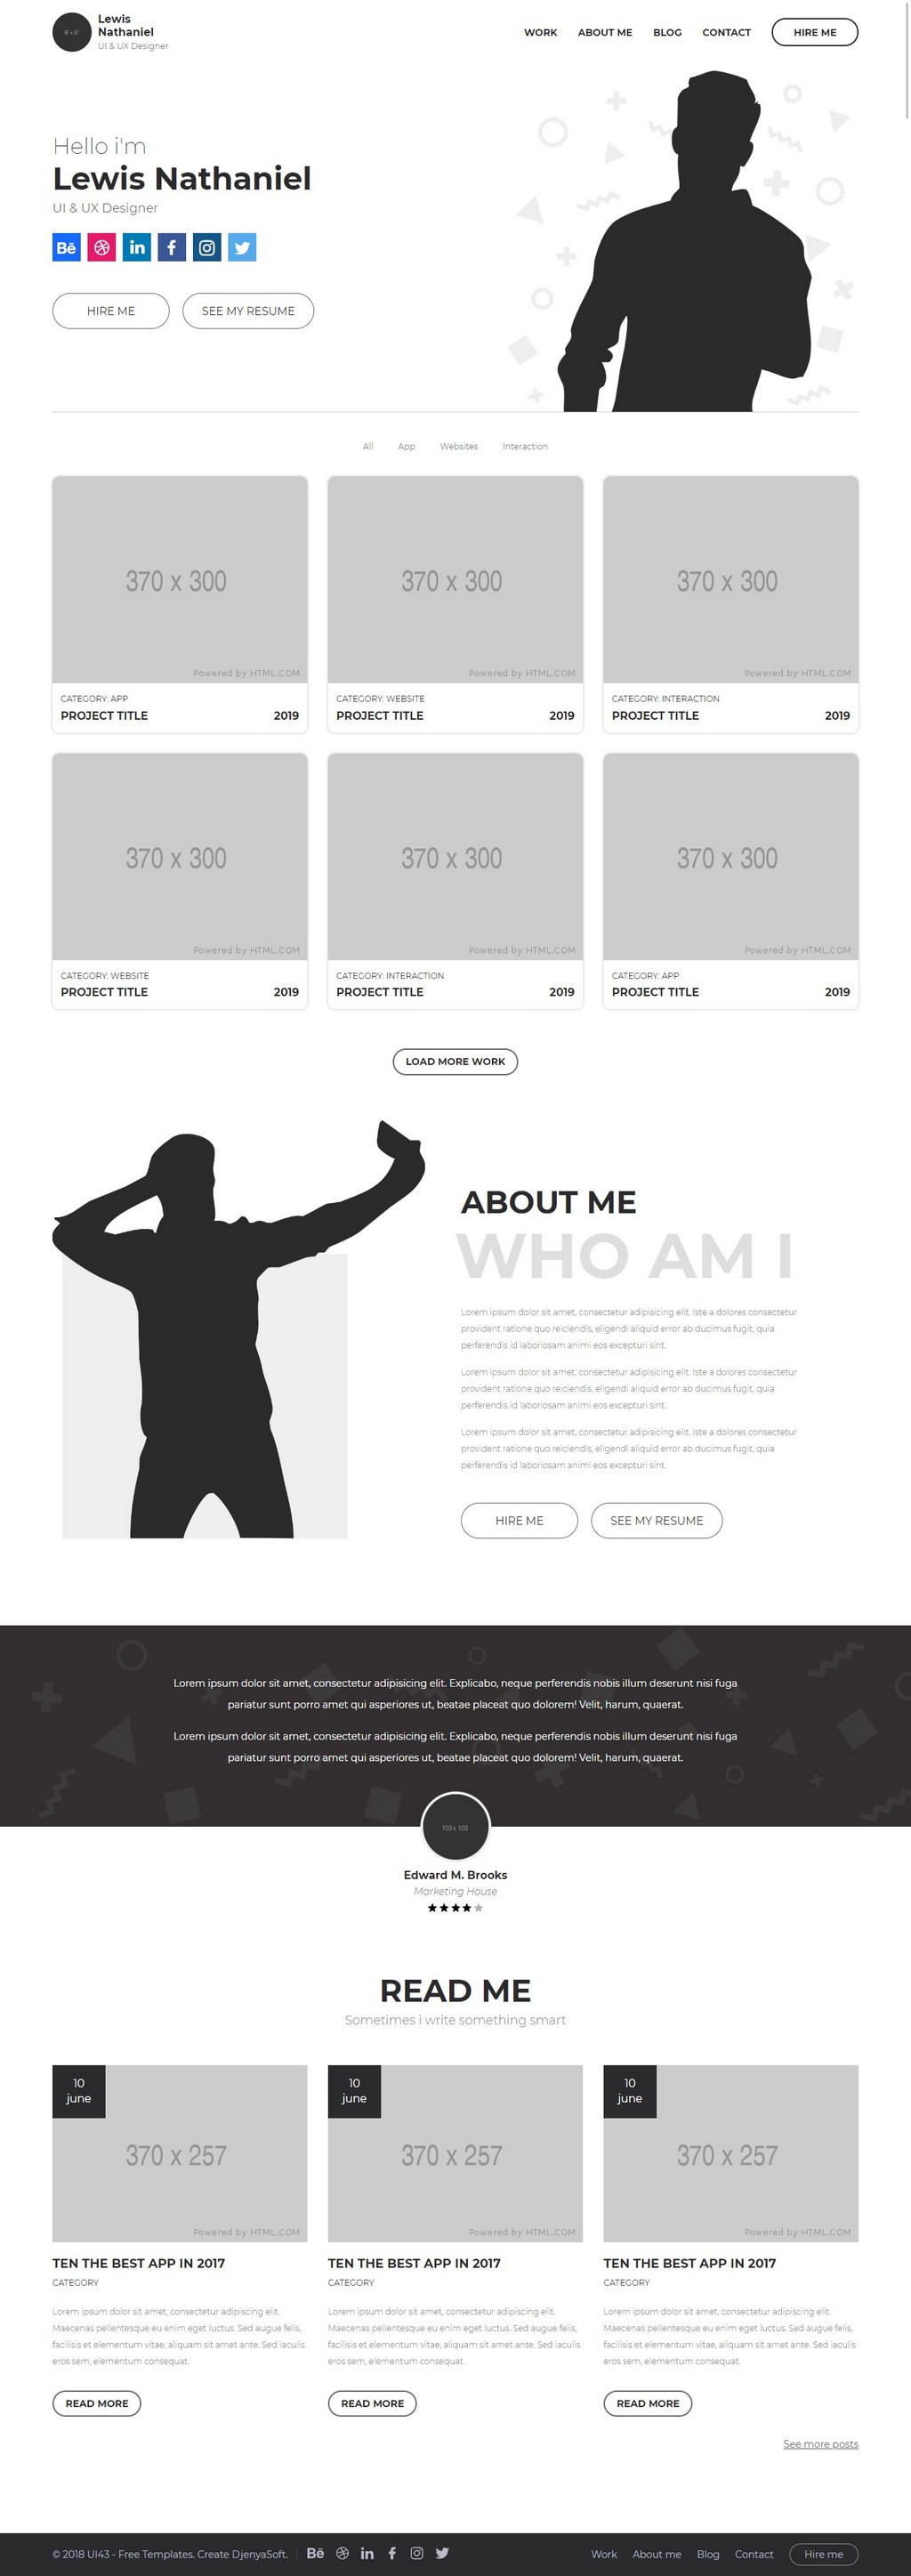 Lewis
Nathaniel
UI & UX Designer
WORK ABOUT ME BLOG CONTACT HIRE ME
Hello i'm
Lewis Nathaniel
UI & UX Designer
Bē in f
HIRE ME SEE MY RESUME
All App Websites Interaction
370 x 300 370 x 300 370 x 300
Powered by HTML.COM Powered by HTML.COM Powered by HTML.COM
CATEGORY: APP CATEGORY: WEBSITE CATEGORY: INTERACTION
PROJECT TITLE 2019 PROJECT TITLE 2019 PROJECT TITLE 2019
370 x 300 370 x 300 370 x 300
Powered by HTML.COM Powered by HTML.COM Powered by HTML.COM
CATEGORY: WEBSITE CATEGORY: INTERACTION CATEGORY: APP
PROJECT TITLE 2019 PROJECT TITLE 2019 PROJECT TITLE 2019
LOAD MORE WORK
ABOUT ME
WHO AM I
Lorem ipsum dolor sit amet, consectetur adipisicing elit. Iste a dolores consectetur
provident ratione quo reiciendis, eligendi aliquid error ab ducimus fugit, quia
perferendis id laboriosam animi eos excepturi sint.
Lorem ipsum dolor sit amet, consectetur adipisicing elit. Iste a dolores consectetur
provident ratione quo reiciendis, eligendi aliquid error ab ducimus fugit, quia
perferendis id laboriosam animi eos excepturi sint.
Lorem ipsum dolor sit amet, consectetur adipisicing elit. Iste a dolores consectetur
provident ratione quo reiciendis, eligendi aliquid error ab ducimus fugit, quia
perferendis id laboriosam animi eos excepturi sint.
HIRE ME SEE MY RESUME
Lorem ipsum dolor sit amet, consectetur adipisicing elit. Explicabo, neque perferendis nobis illum deserunt nisi fuga
pariatur sunt porro amet qui asperiores ut, beatae placeat quo dolorem! Velit, harum, quaerat.
Lorem ipsum dolor sit amet, consectetur adipisicing elit. Explicabo, neque perferendis nobis illum deserunt nisi fuga
pariatur sunt porro amet qui asperiores ut, beatae placeat quo dolorem! Velit, harum, quaerat.
103 x 103
Edward M. Brooks
Marketing House
READ ME
Sometimes i write something smart
10 10 10
june june june
370 x 257 370 x 257 370 x 257
Powered by HTML.COM Powered by HTML.COM Powered by HTML.COM
TEN THE BEST APP IN 2017 TEN THE BEST APP IN 2017 TEN THE BEST APP IN 2017
CATEGORY CATEGORY CATEGORY
Lorem ipsum dolor sit amet, consectetur adipiscing elit.
Maecenas pellentesque eu enim eget luctus. Sed augue felis,
facilisis et elementum vitae, aliquam sit amet ante. Sed iaculis
eros sem, elementum consequat.
Lorem ipsum dolor sit amet, consectetur adipiscing elit.
Maecenas pellentesque eu enim eget luctus. Sed augue felis,
facilisis et elementum vitae, aliquam sit amet ante. Sed iaculis
eros sem, elementum consequat.
Lorem ipsum dolor sit amet, consectetur adipiscing elit.
Maecenas pellentesque eu enim eget luctus. Sed augue felis,
facilisis et elementum vitae, aliquam sit amet ante. Sed iaculis
eros sem, elementum consequat.
READ MORE READ MORE READ MORE
See more posts
© 2018 UI43 - Free Templates. Create DjenyaSoft. Bē in f Work About me Blog Contact Hire me